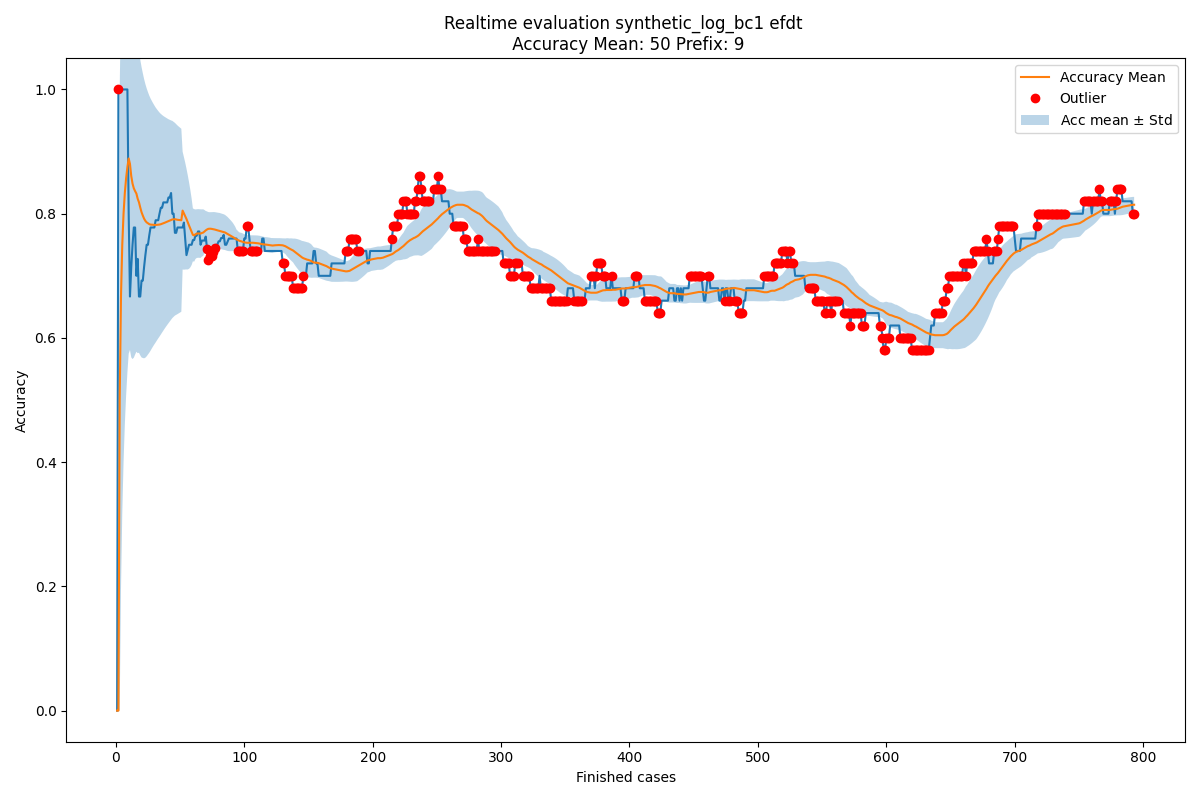 Realtime evaluation synthetic_log_bc1 efdt
Accuracy Mean: 50 Prefix: 9
Accuracy Mean
Outlier
Acc mean ± Std
1.0
0.8
0.6
0.4
0.2
0.0
Accuracy
0 100 200 300 400 500 600 700 800
Finished cases